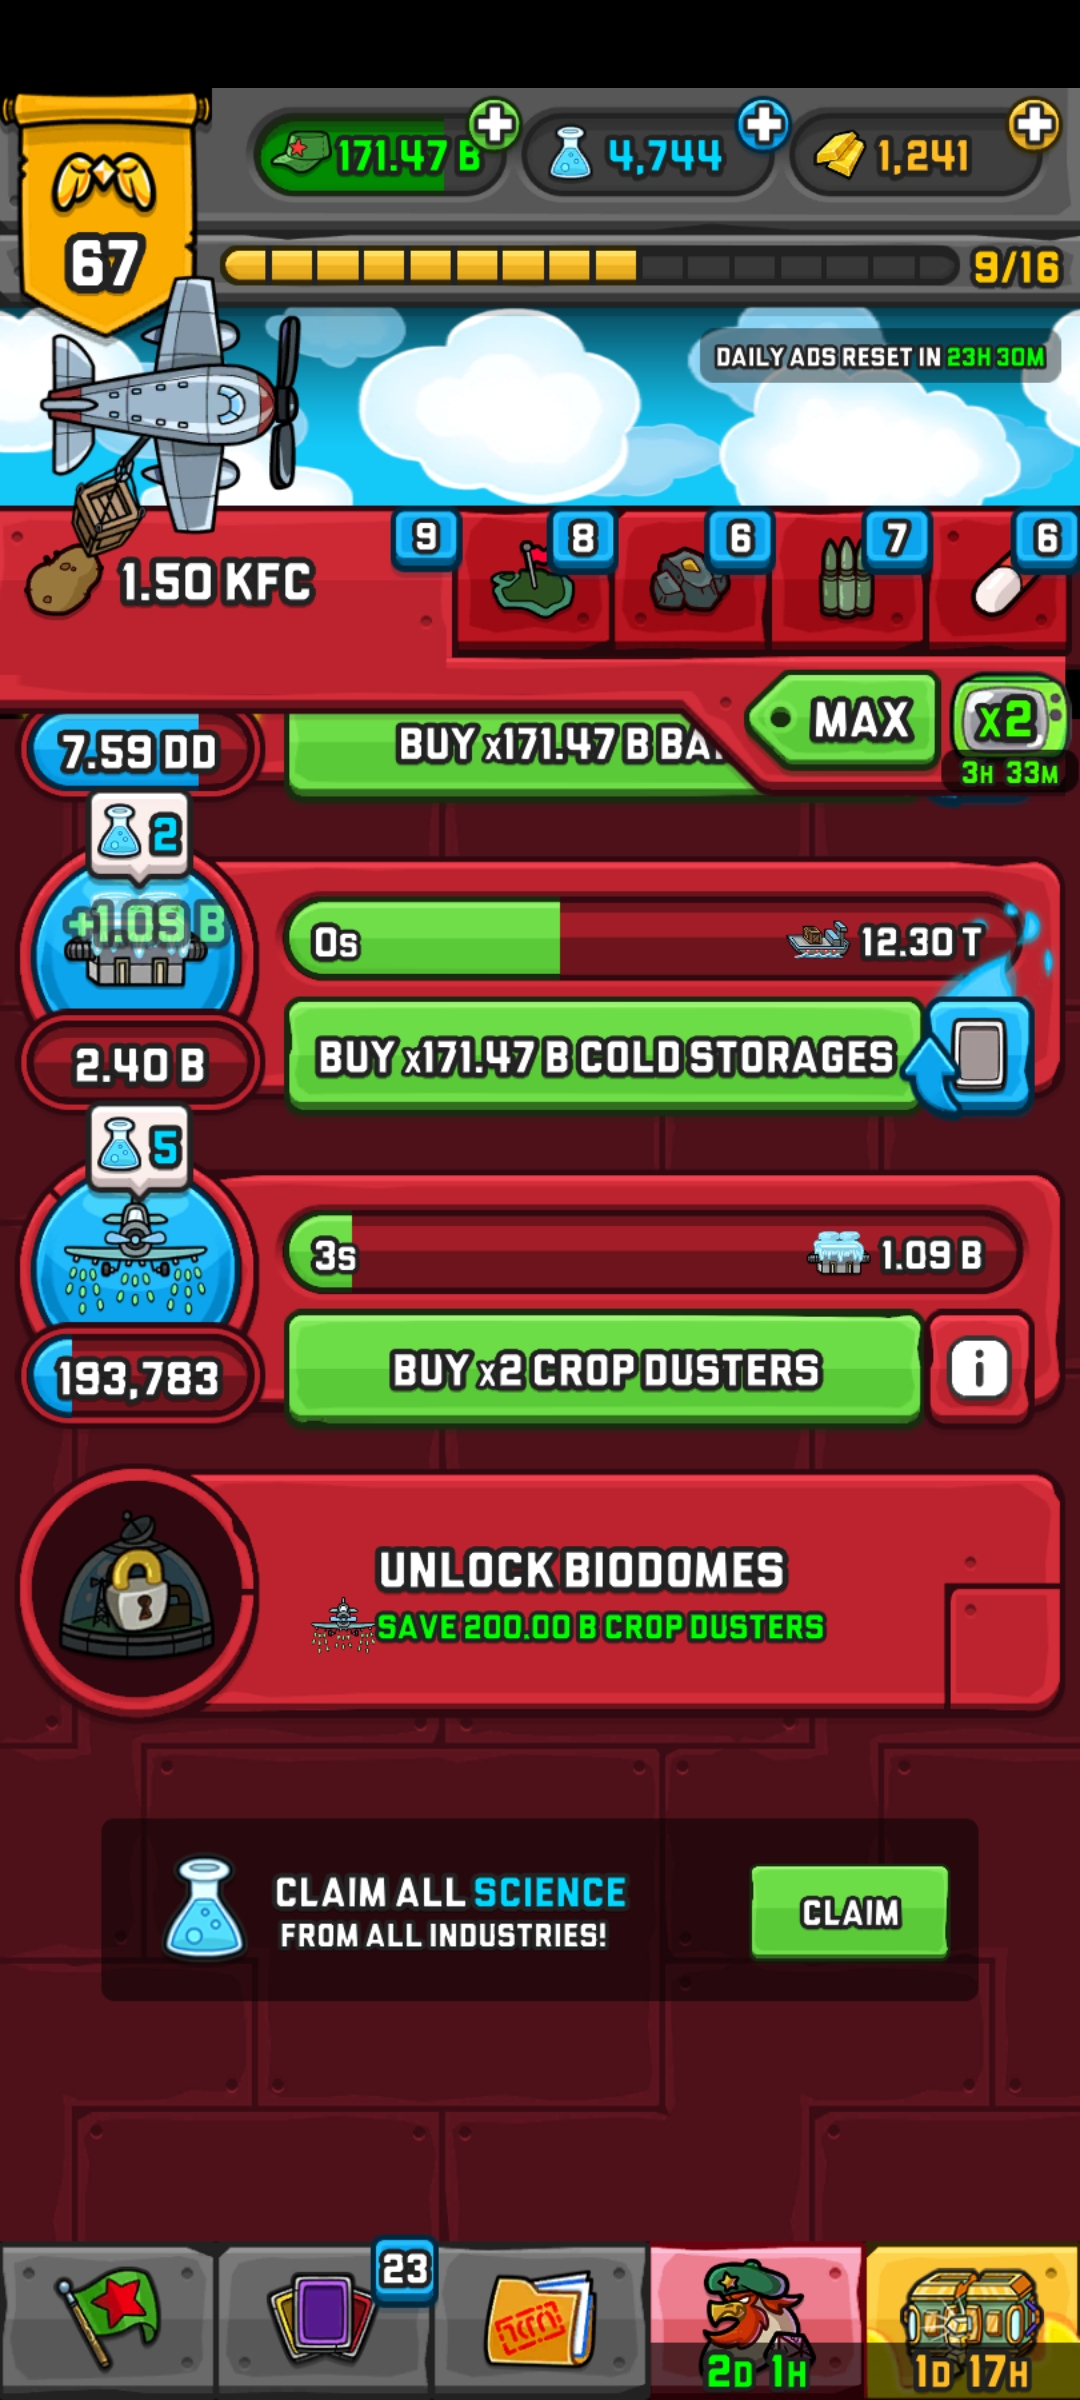 171.47 B
4,744
1,241
67
9/16
DAILY ADS RESET IN 23H 30M
1.50 KFC
9
8
6
7
6
MAX
x2
3H 33M
7.59 DD
BUY x171.47 B BA
2
+1.09 B
0s
12.30 T
2.40 B
BUY x171.47 B COLD STORAGES
5
3s
1.09 B
193,783
BUY x2 CROP DUSTERS
i
UNLOCK BIODOMES
SAVE 200.00 B CROP DUSTERS
CLAIM ALL SCIENCE
FROM ALL INDUSTRIES!
CLAIM
23
2D 1H
1D 17H